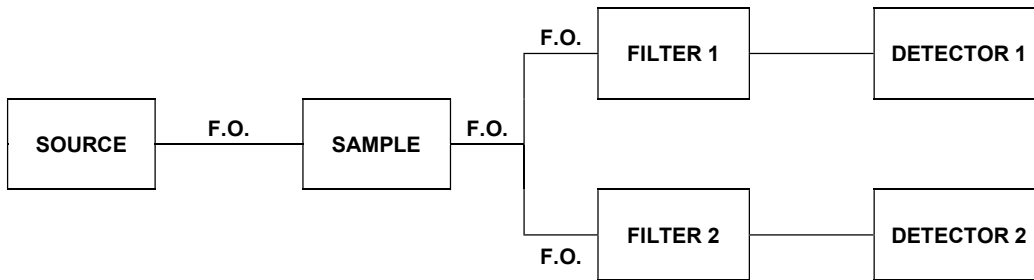 F.O.
FILTER 1
DETECTOR 1
SOURCE
F.O.
SAMPLE
F.O.
FILTER 2
DETECTOR 2
F.O.